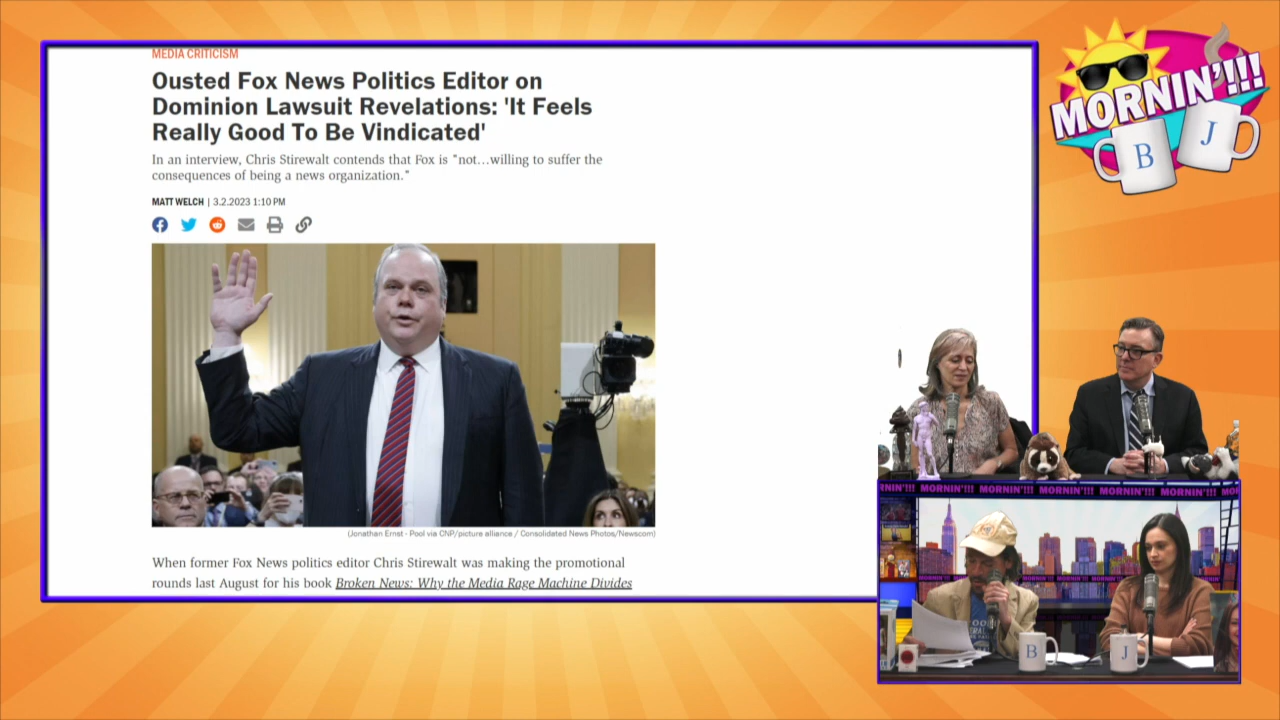 MEDIA CRITICISM
Ousted Fox News Politics Editor on
Dominion Lawsuit Revelations: 'It Feels
Really Good To Be Vindicated'
In an interview, Chris Stirewalt contends that Fox is "not...willing to suffer the
consequences of being a news organization."
MATT WELCH | 3.2.2023 1:10 PM
(Jonathan Ernst - Pool via CNP/picture alliance / Consolidated News Photos/Newscom)
When former Fox News politics editor Chris Stirewalt was making the promotional
rounds last August for his book Broken News: Why the Media Rage Machine Divides
MORNIN'!!!
B
J
RNIN'!!! MORNIN'!!! MORNIN'!!! MORNIN'!!! MORNIN'!!! MORNIN'!!!
B
J